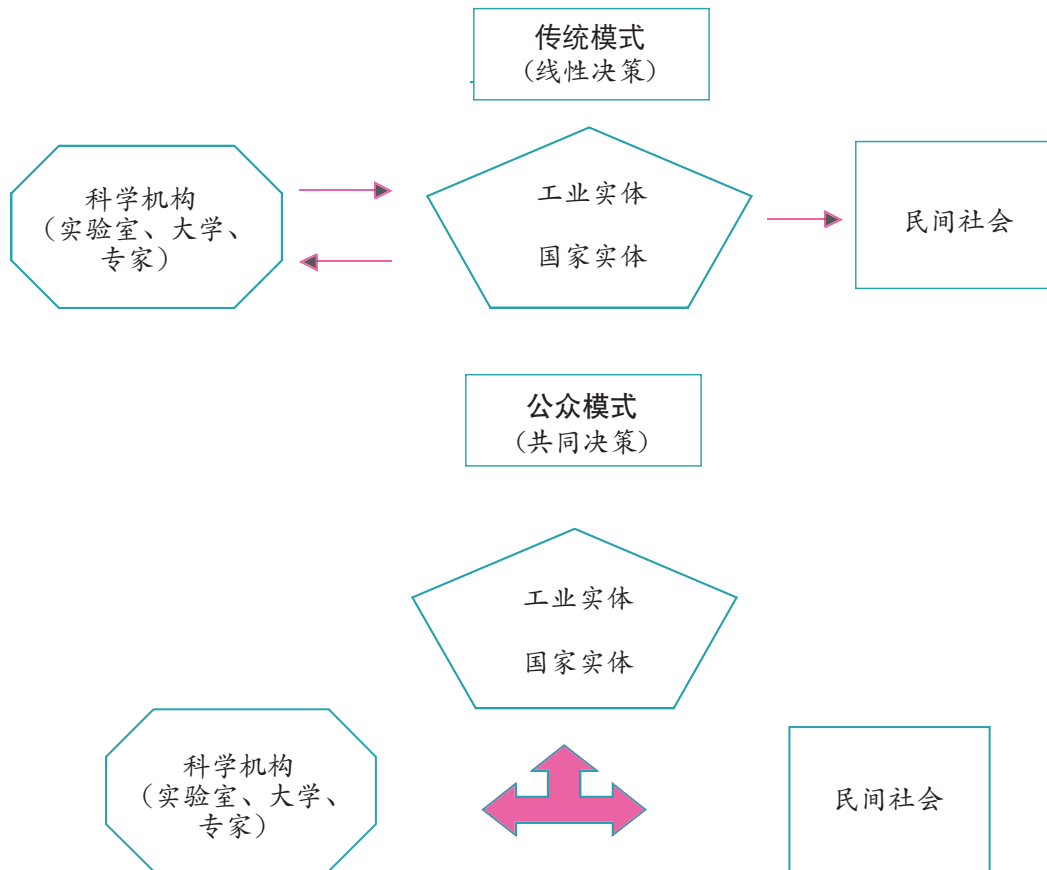 传统模式
（线性决策）
科学机构
（实验室、大学、
专家）
工业实体
国家实体
民间社会
公众模式
（共同决策）
工业实体
国家实体
科学机构
（实验室、大学、
专家）
民间社会